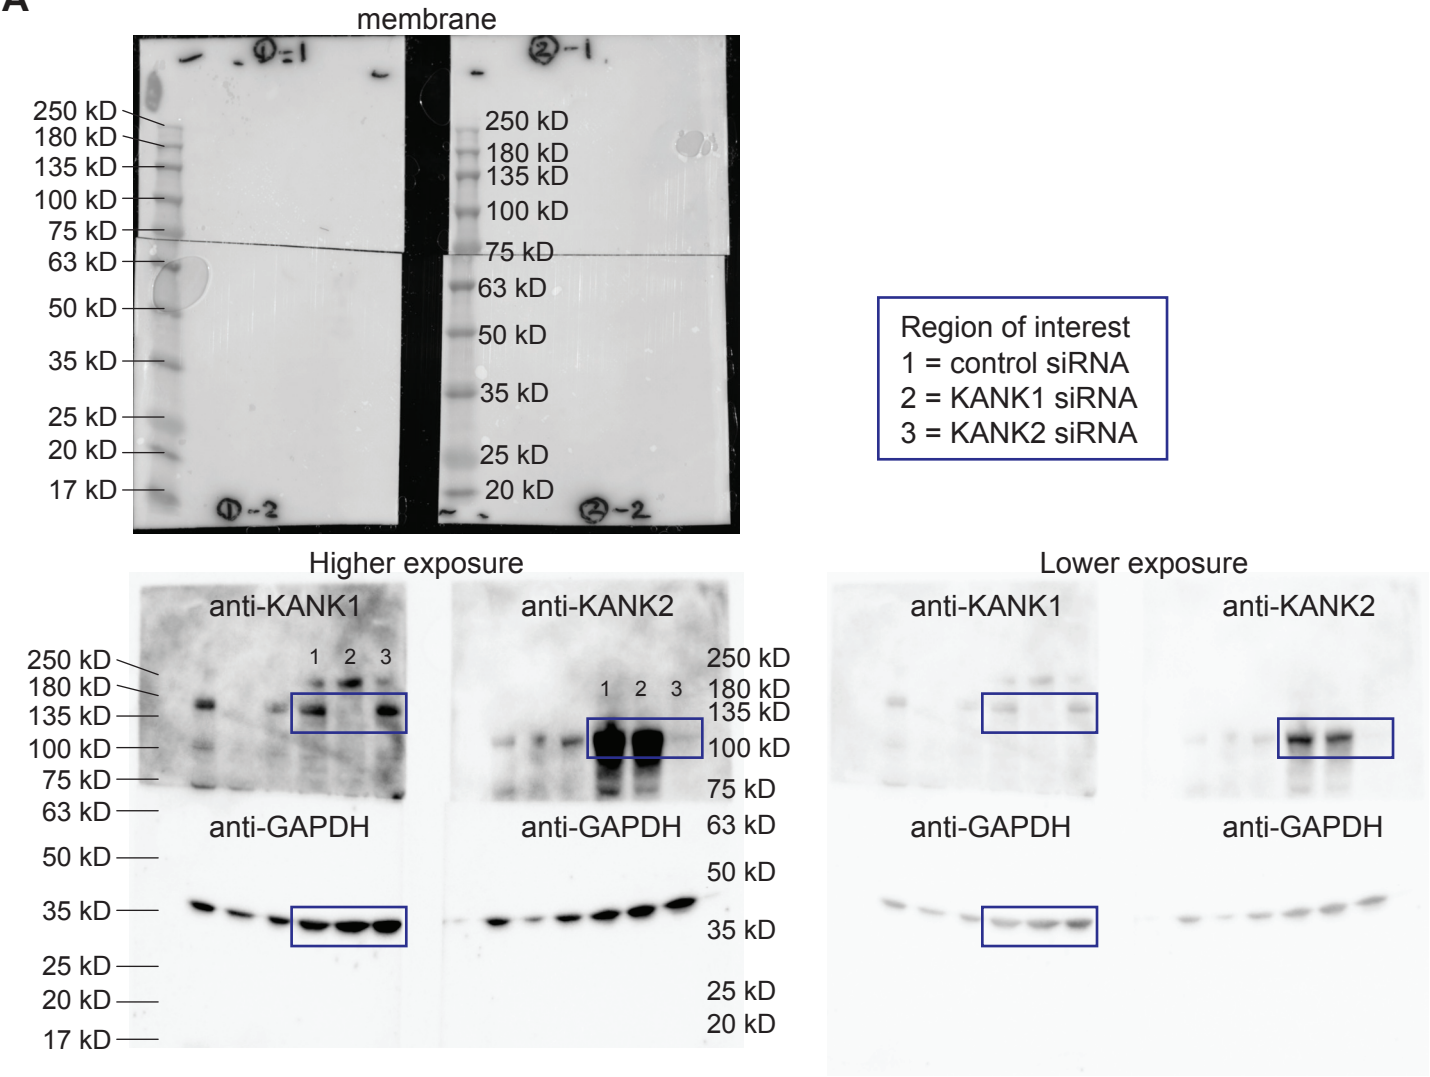 A
membrane
①-1
②-1
250 kD
180 kD
135 kD
100 kD
75 kD
63 kD
50 kD
35 kD
25 kD
20 kD
17 kD
250 kD
180 kD
135 kD
100 kD
75 kD
63 kD
50 kD
35 kD
25 kD
20 kD
①-2
②-2
Region of interest
1 = control siRNA
2 = KANK1 siRNA
3 = KANK2 siRNA
Higher exposure
anti-KANK1
anti-KANK2
1 2 3
1 2 3
250 kD
180 kD
135 kD
100 kD
75 kD
63 kD
50 kD
35 kD
25 kD
20 kD
17 kD
250 kD
180 kD
135 kD
100 kD
75 kD
63 kD
50 kD
35 kD
25 kD
20 kD
anti-GAPDH
anti-GAPDH
Lower exposure
anti-KANK1
anti-KANK2
anti-GAPDH
anti-GAPDH